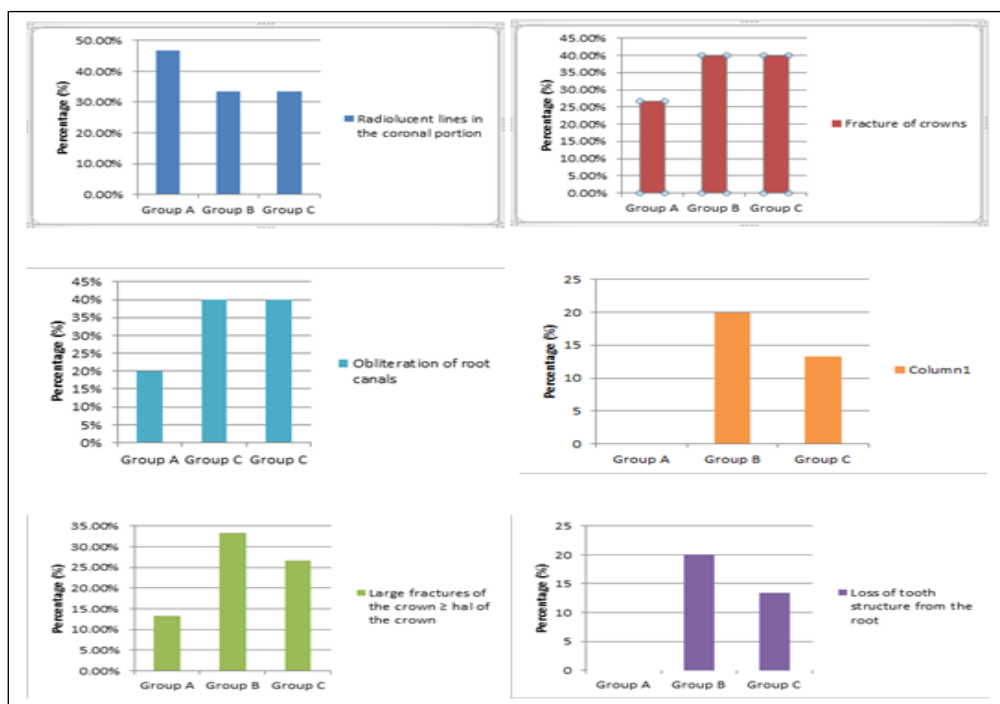 50.00%
40.00%
30.00%
20.00%
10.00%
0.00%
Percentage (%)
Group A Group B Group C
Radiolucent lines in
the coronal portion
45.00%
40.00%
35.00%
30.00%
25.00%
20.00%
15.00%
10.00%
5.00%
0.00%
Percentage (%)
Group A Group B Group C
Fracture of crowns
45%
40%
35%
30%
25%
20%
15%
10%
5%
0%
Percentage (%)
Group A Group C Group C
Obliteration of root
canals
25
20
15
10
5
0
Percentage (%)
Group A Group B Group C
Column1
35.00%
30.00%
25.00%
20.00%
15.00%
10.00%
5.00%
0.00%
Percentage (%)
Group A Group B Group C
Large fractures of
the crown ≥ hal of
the crown
25
20
15
10
5
0
Percentage (%)
Group A Group B Group C
Loss of tooth
structure from the
root